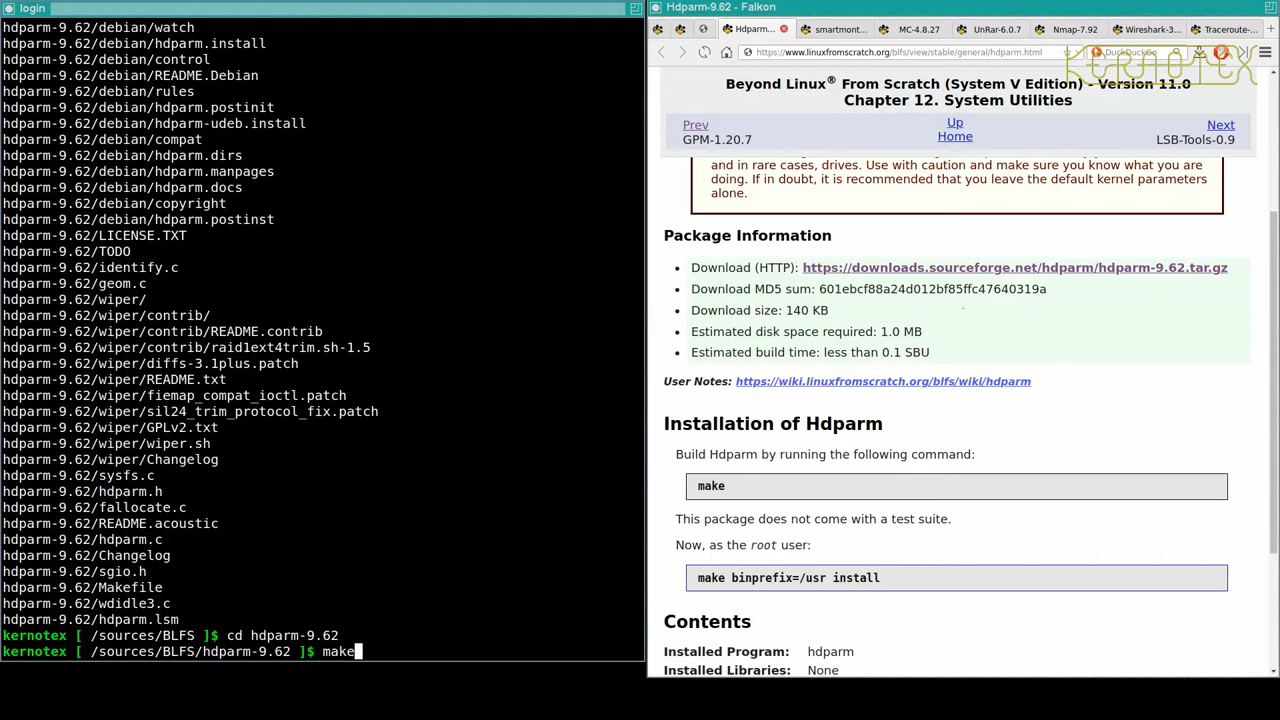 login
hdparm-9.62/debian/watch
hdparm-9.62/debian/hdparm.install
hdparm-9.62/debian/control
hdparm-9.62/debian/README.Debian
hdparm-9.62/debian/rules
hdparm-9.62/debian/hdparm.postinit
hdparm-9.62/debian/hdparm-udeb.install
hdparm-9.62/debian/compat
hdparm-9.62/debian/hdparm.dirs
hdparm-9.62/debian/hdparm.manpages
hdparm-9.62/debian/hdparm.docs
hdparm-9.62/debian/copyright
hdparm-9.62/debian/hdparm.postinst
hdparm-9.62/LICENSE.TXT
hdparm-9.62/TODO
hdparm-9.62/identify.c
hdparm-9.62/geom.c
hdparm-9.62/wiper/
hdparm-9.62/wiper/contrib/
hdparm-9.62/wiper/contrib/README.contrib
hdparm-9.62/wiper/contrib/raid1ext4trim.sh-1.5
hdparm-9.62/wiper/diffs-3.1plus.patch
hdparm-9.62/wiper/README.txt
hdparm-9.62/wiper/fiemap_compat_ioctl.patch
hdparm-9.62/wiper/sil24_trim_protocol_fix.patch
hdparm-9.62/wiper/GPLv2.txt
hdparm-9.62/wiper/wiper.sh
hdparm-9.62/wiper/Changelog
hdparm-9.62/sysfs.c
hdparm-9.62/hdparm.h
hdparm-9.62/fallocate.c
hdparm-9.62/README.acoustic
hdparm-9.62/hdparm.c
hdparm-9.62/Changelog
hdparm-9.62/sgio.h
hdparm-9.62/Makefile
hdparm-9.62/wdidle3.c
hdparm-9.62/hdparm.lsm
kernotex [ /sources/BLFS ]$ cd hdparm-9.62
kernotex [ /sources/BLFS/hdparm-9.62 ]$ make
Hdparm-9.62 - Falkon
Hdparm... smartmont MC-4.8.27 UnRar-6.0.7 Nmap-7.92 Wireshark-3... Traceroute-...
https://www.linuxfromscratch.org/blfs/view/stable/general/hdparm.html DuckDuckGo
KERNOTEX
Beyond Linux® From Scratch (System V Edition) - Version 11.0
Chapter 12. System Utilities
Prev Up Next
GPM-1.20.7 Home LSB-Tools-0.9
and in rare cases, drives. Use with caution and make sure you know what you are
doing. If in doubt, it is recommended that you leave the default kernel parameters
alone.
Package Information
• Download (HTTP): https://downloads.sourceforge.net/hdparm/hdparm-9.62.tar.gz
• Download MD5 sum: 601ebcf88a24d012bf85ffc47640319a
• Download size: 140 KB
• Estimated disk space required: 1.0 MB
• Estimated build time: less than 0.1 SBU
User Notes: https://wiki.linuxfromscratch.org/blfs/wiki/hdparm
Installation of Hdparm
Build Hdparm by running the following command:
make
This package does not come with a test suite.
Now, as the root user:
make binprefix=/usr install
Contents
Installed Program: hdparm
Installed Libraries: None